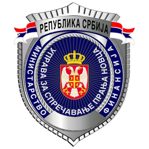 РЕПУБЛИКА СРБИЈА
МИНИСТАРСТВО ФИНАНСИЈА
УПРАВА ЗА СПРЕЧАВАЊЕ ПРАЊА НОВЦА